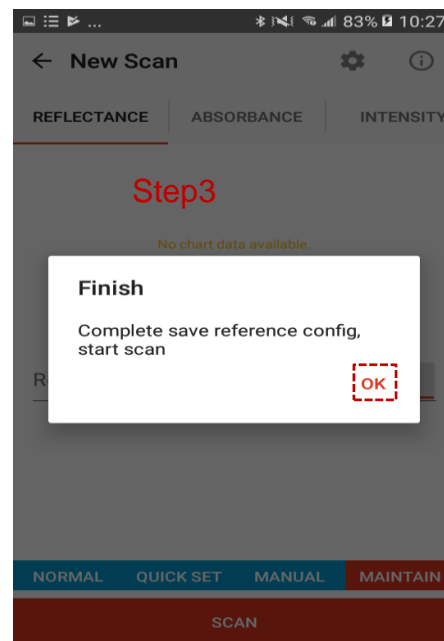 83% 10:27
New Scan
REFLECTANCE ABSORBANCE INTENSITY
Step3
No chart data available.
Finish
Complete save reference config,
start scan
R
OK
NORMAL QUICK SET MANUAL MAINTAIN
SCAN